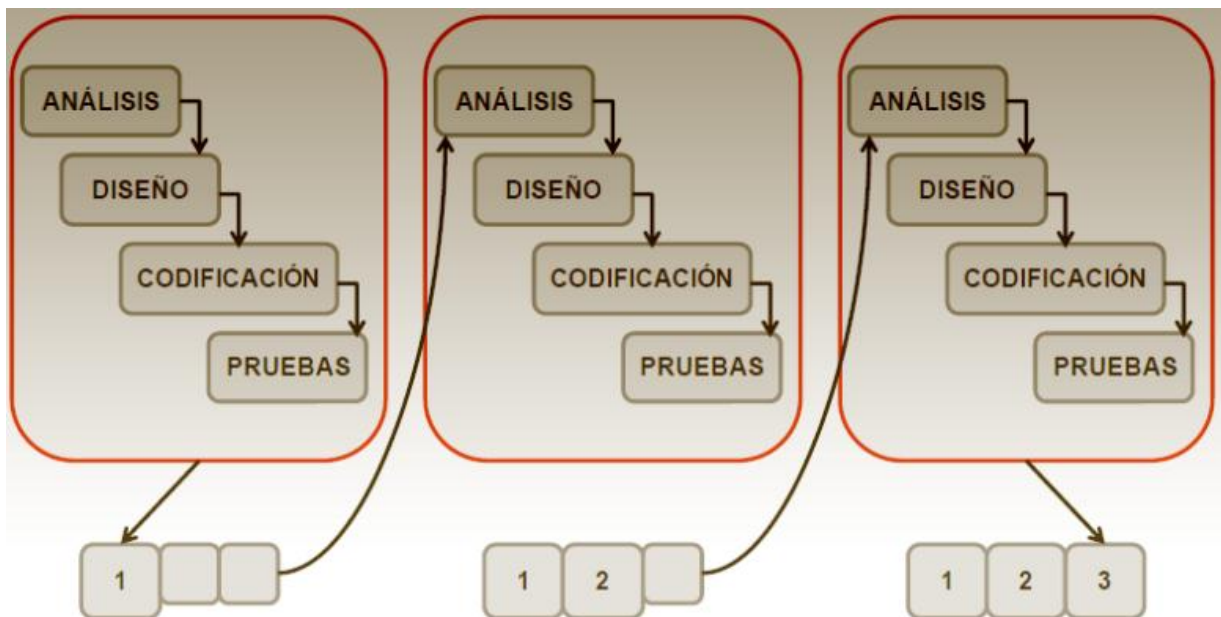 ANÁLISIS
DISEÑO
CODIFICACIÓN
PRUEBAS
1
ANÁLISIS
DISEÑO
CODIFICACIÓN
PRUEBAS
1 2
ANÁLISIS
DISEÑO
CODIFICACIÓN
PRUEBAS
1 2 3